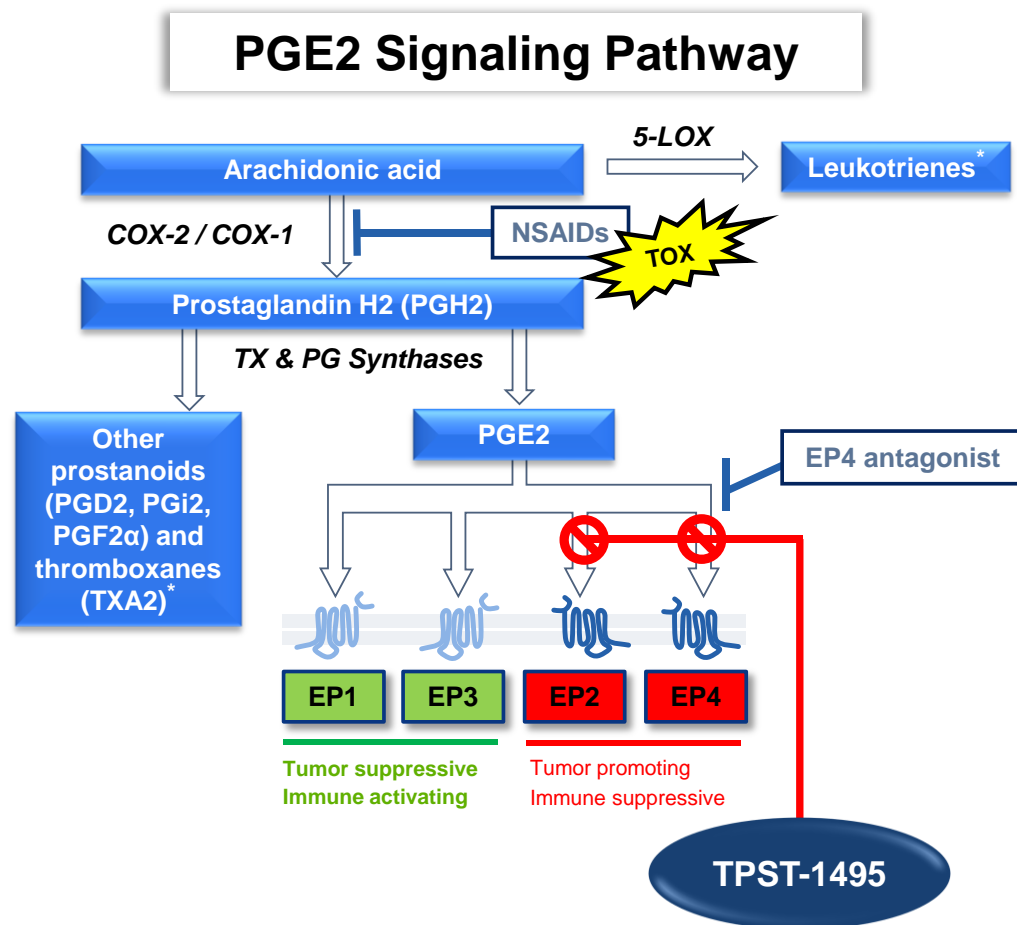 PGE2 Signaling Pathway
5-LOX
Arachidonic acid
Leukotrienes*
COX-2 / COX-1
NSAIDs
TOX
Prostaglandin H2 (PGH2)
TX & PG Synthases
Other
prostanoids
(PGD2, PGi2,
PGF2α) and
thromboxanes
(TXA2)*
PGE2
EP4 antagonist
EP1
EP3
EP2
EP4
Tumor suppressive
Immune activating
Tumor promoting
Immune suppressive
TPST-1495